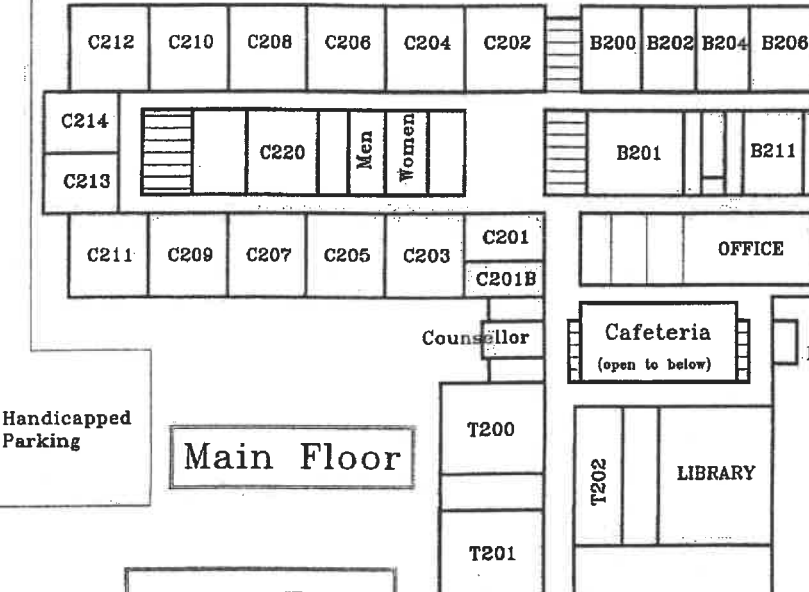 C212 C210 C208 C206 C204 C202 B200 B202 B204 B206
C214
C220 Men Women B201 B211
C213
C211 C209 C207 C205 C203 C201 OFFICE
C201B
Counsellor Cafeteria
(open to below)
Handicapped
Parking
Main Floor
T200
T202 LIBRARY
T201